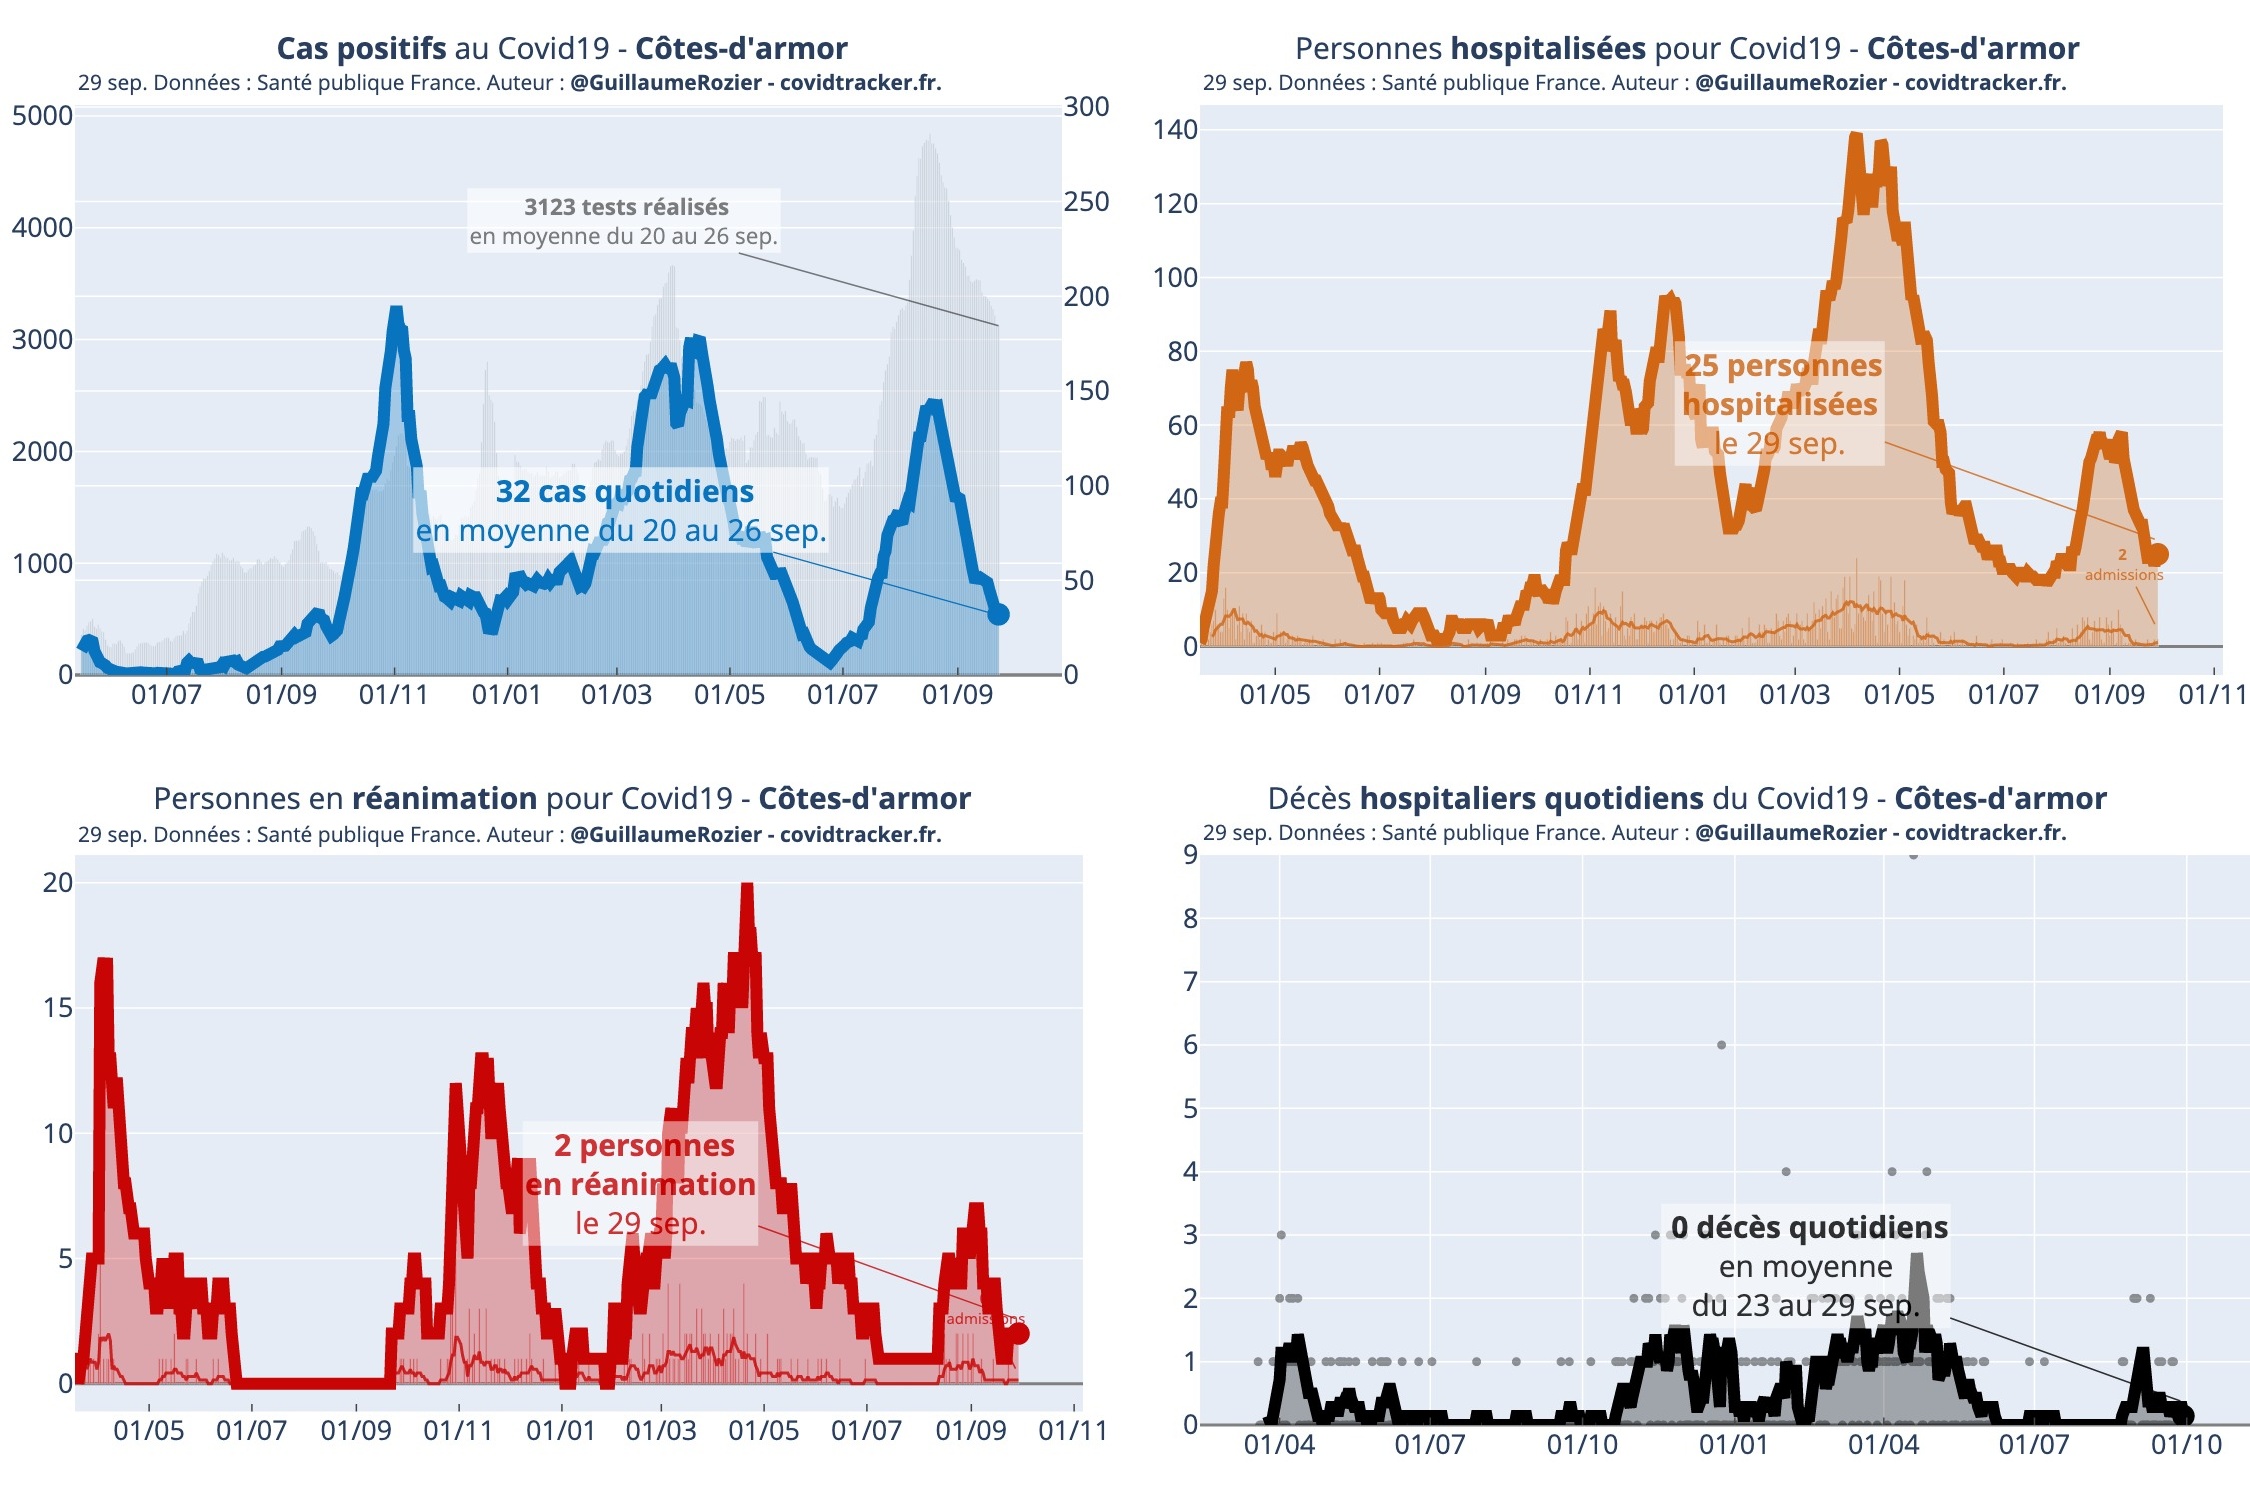 Cas positifs au Covid19 - Côtes-d'armor
29 sep. Données : Santé publique France. Auteur : @GuillaumeRozier - covidtracker.fr.
5000
4000
3000
2000
1000
0
300
250
200
150
100
50
0
3123 tests réalisés
en moyenne du 20 au 26 sep.
32 cas quotidiens
en moyenne du 20 au 26 sep.
01/07 01/09 01/11 01/01 01/03 01/05 01/07 01/09
Personnes hospitalisées pour Covid19 - Côtes-d'armor
29 sep. Données : Santé publique France. Auteur : @GuillaumeRozier - covidtracker.fr.
140
120
100
80
60
40
20
0
25 personnes
hospitalisées
le 29 sep.
2
admissions
01/05 01/07 01/09 01/11 01/01 01/03 01/05 01/07 01/09 01/11
Personnes en réanimation pour Covid19 - Côtes-d'armor
29 sep. Données : Santé publique France. Auteur : @GuillaumeRozier - covidtracker.fr.
20
15
10
5
0
2 personnes
en réanimation
le 29 sep.
admissions
01/05 01/07 01/09 01/11 01/01 01/03 01/05 01/07 01/09 01/11
Décès hospitaliers quotidiens du Covid19 - Côtes-d'armor
29 sep. Données : Santé publique France. Auteur : @GuillaumeRozier - covidtracker.fr.
9
8
7
6
5
4
3
2
1
0
0 décès quotidiens
en moyenne
du 23 au 29 sep.
01/04 01/07 01/10 01/01 01/04 01/07 01/10